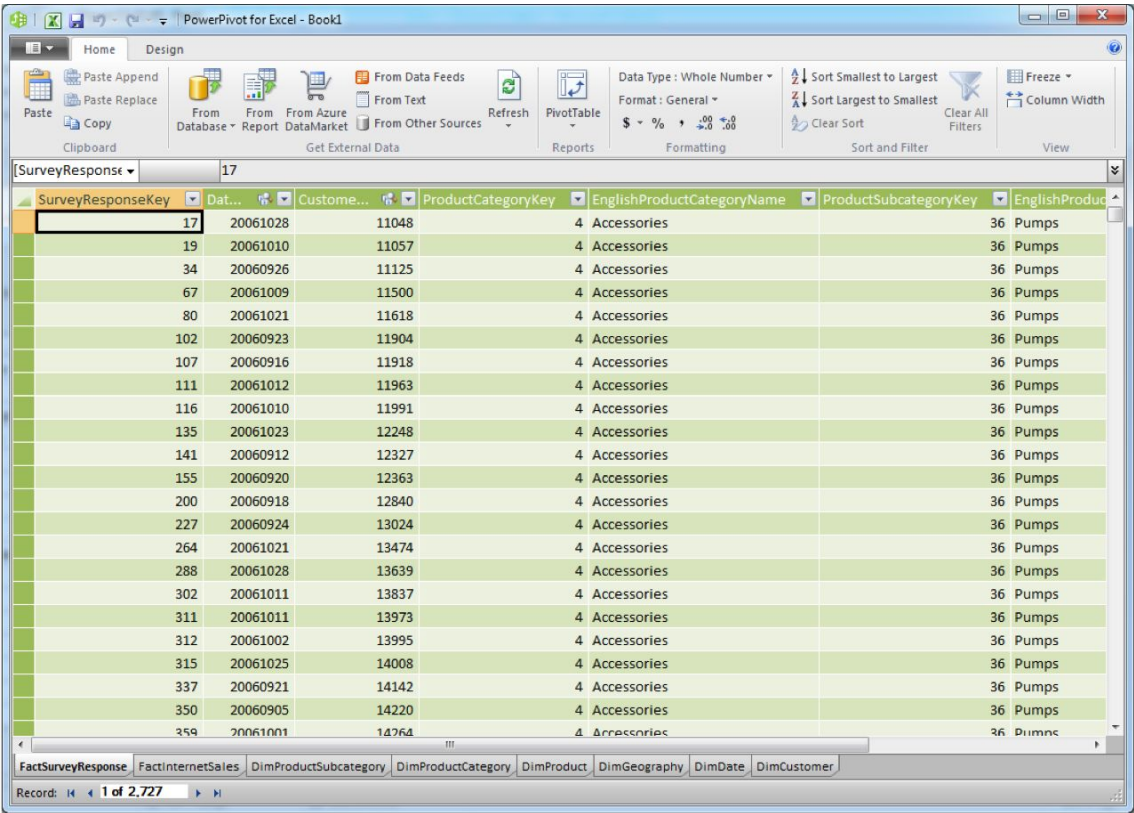 PowerPivot for Excel - Book1
Home Design
Paste Append
Paste Replace
Copy
Paste
From Database
From Report
From Azure DataMarket
From Data Feeds
From Text
From Other Sources
Refresh
PivotTable
Data Type : Whole Number
Format : General
$ % , .00 .0 .00
Sort Smallest to Largest
Sort Largest to Smallest
Clear Sort
Clear All Filters
Freeze
Column Width
Clipboard Get External Data Reports Formatting Sort and Filter View
[SurveyResponse 17
SurveyResponseKey Dat... Custome... ProductCategoryKey EnglishProductCategoryName ProductSubcategoryKey EnglishProduc
17 20061028 11048 4 Accessories 36 Pumps
19 20061010 11057 4 Accessories 36 Pumps
34 20060926 11125 4 Accessories 36 Pumps
67 20061009 11500 4 Accessories 36 Pumps
80 20061021 11618 4 Accessories 36 Pumps
102 20060923 11904 4 Accessories 36 Pumps
107 20060916 11918 4 Accessories 36 Pumps
111 20061012 11963 4 Accessories 36 Pumps
116 20061010 11991 4 Accessories 36 Pumps
135 20061023 12248 4 Accessories 36 Pumps
141 20060912 12327 4 Accessories 36 Pumps
155 20060920 12363 4 Accessories 36 Pumps
200 20060918 12840 4 Accessories 36 Pumps
227 20060924 13024 4 Accessories 36 Pumps
264 20061021 13474 4 Accessories 36 Pumps
288 20061028 13639 4 Accessories 36 Pumps
302 20061011 13837 4 Accessories 36 Pumps
311 20061011 13973 4 Accessories 36 Pumps
312 20061002 13995 4 Accessories 36 Pumps
315 20061025 14008 4 Accessories 36 Pumps
337 20060921 14142 4 Accessories 36 Pumps
350 20060905 14220 4 Accessories 36 Pumps
359 20061001 14264 4 Accessories 36 Pumps
FactSurveyResponse FactInternetSales DimProductSubcategory DimProductCategory DimProduct DimGeography DimDate DimCustomer
Record: 1 of 2,727